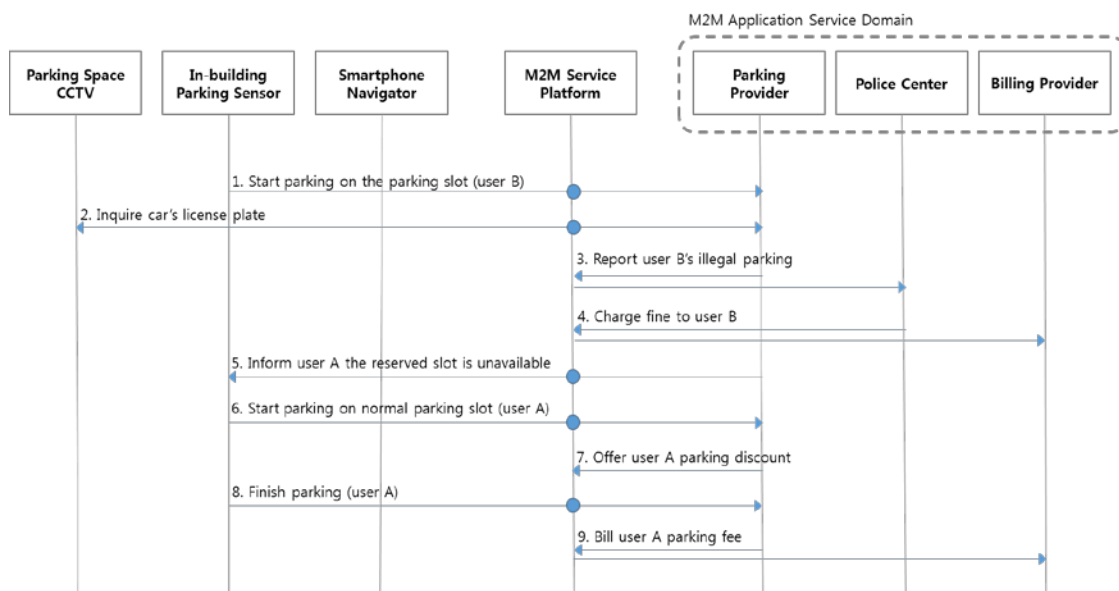 M2M Application Service Domain
Parking Space
CCTV
In-building
Parking Sensor
Smartphone
Navigator
M2M Service
Platform
Parking
Provider
Police Center
Billing Provider
1. Start parking on the parking slot (user B)
2. Inquire car's license plate
3. Report user B's illegal parking
4. Charge fine to user B
5. Inform user A the reserved slot is unavailable
6. Start parking on normal parking slot (user A)
7. Offer user A parking discount
8. Finish parking (user A)
9. Bill user A parking fee